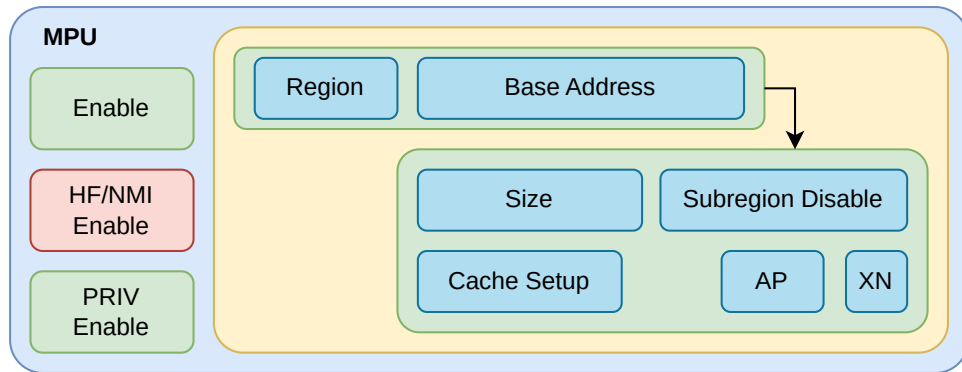 MPU
Enable
HF/NMI
Enable
PRIV
Enable
Region
Base Address
Size
Subregion Disable
Cache Setup
AP
XN